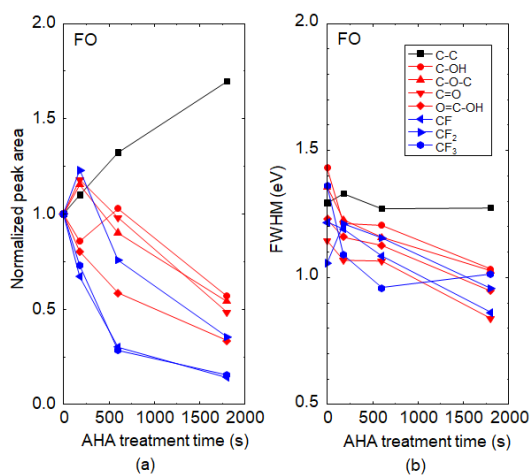 FO
Normalized peak area
2.0
1.5
1.0
0.5
0.0
0 500 1000 1500 2000
AHA treatment time (s)
(a)
FO
FWHM (eV)
2.0
1.5
1.0
0.5
C-C
C-OH
C-O-C
C=O
O=C-OH
CF
CF₂
CF₃
0 500 1000 1500 2000
AHA treatment time (s)
(b)